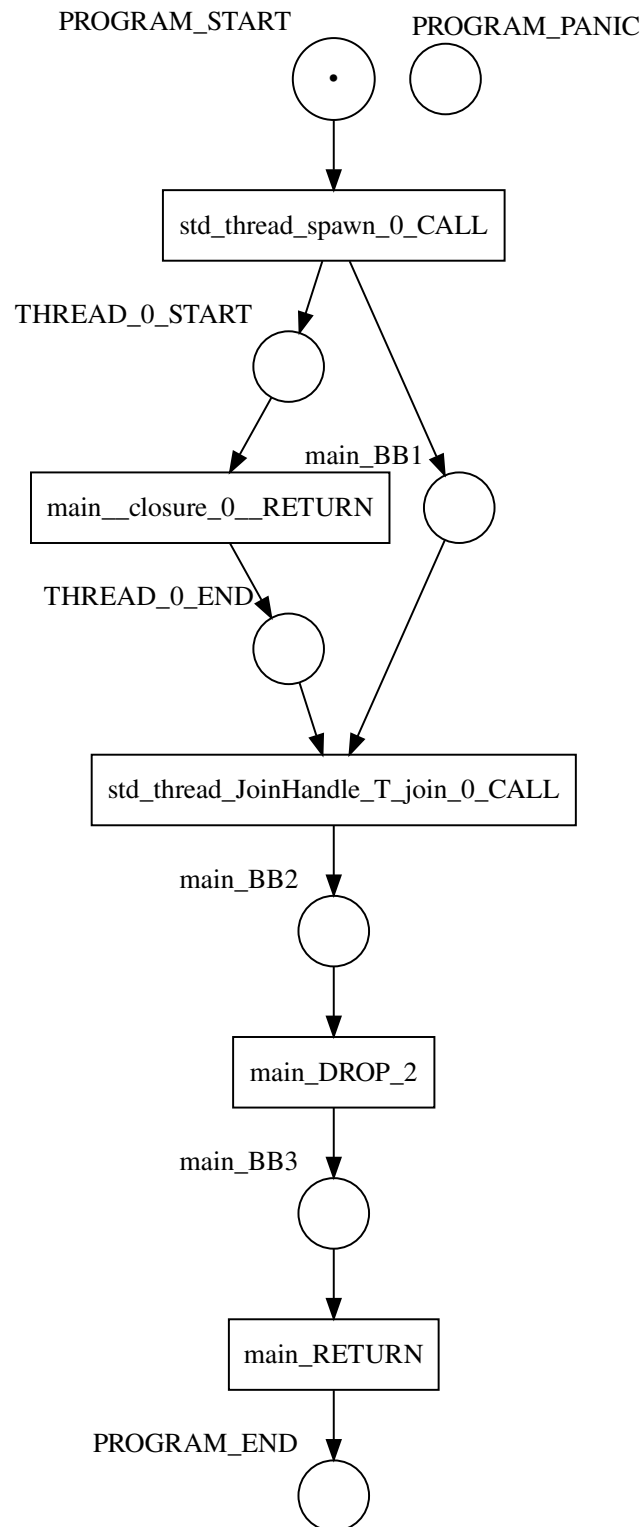 PROGRAM_START
PROGRAM_PANIC
std_thread_spawn_0_CALL
THREAD_0_START
main_BB1
main__closure_0__RETURN
THREAD_0_END
std_thread_JoinHandle_T_join_0_CALL
main_BB2
main_DROP_2
main_BB3
main_RETURN
PROGRAM_END